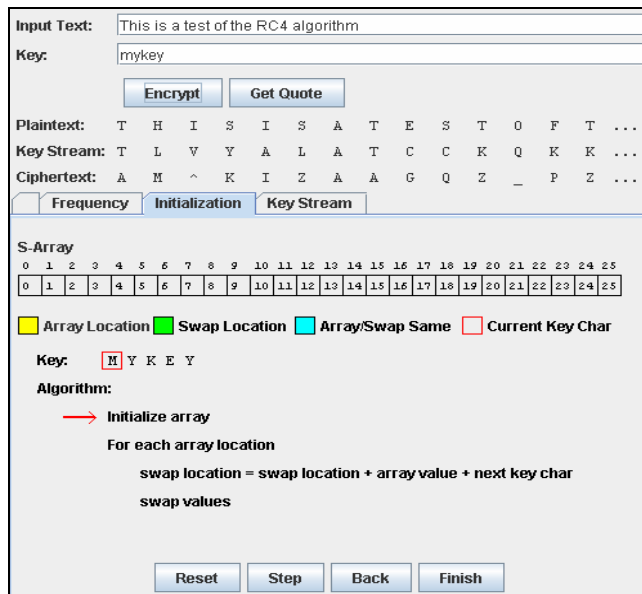 Input Text: This is a test of the RC4 algorithm
Key: mykey
Encrypt Get Quote
Plaintext: T H I S I S A T E S T O F T ...
Key Stream: T L V Y A L A T C C K Q K K ...
Ciphertext: A M ^ K I Z A A G Q Z _ P Z ...
Frequency Initialization Key Stream
S-Array
0 1 2 3 4 5 6 7 8 9 10 11 12 13 14 15 16 17 18 19 20 21 22 23 24 25
0 1 2 3 4 5 6 7 8 9 10 11 12 13 14 15 16 17 18 19 20 21 22 23 24 25
Array Location Swap Location Array/Swap Same Current Key Char
Key: M Y K E Y
Algorithm:
Initialize array
For each array location
swap location = swap location + array value + next key char
swap values
Reset Step Back Finish